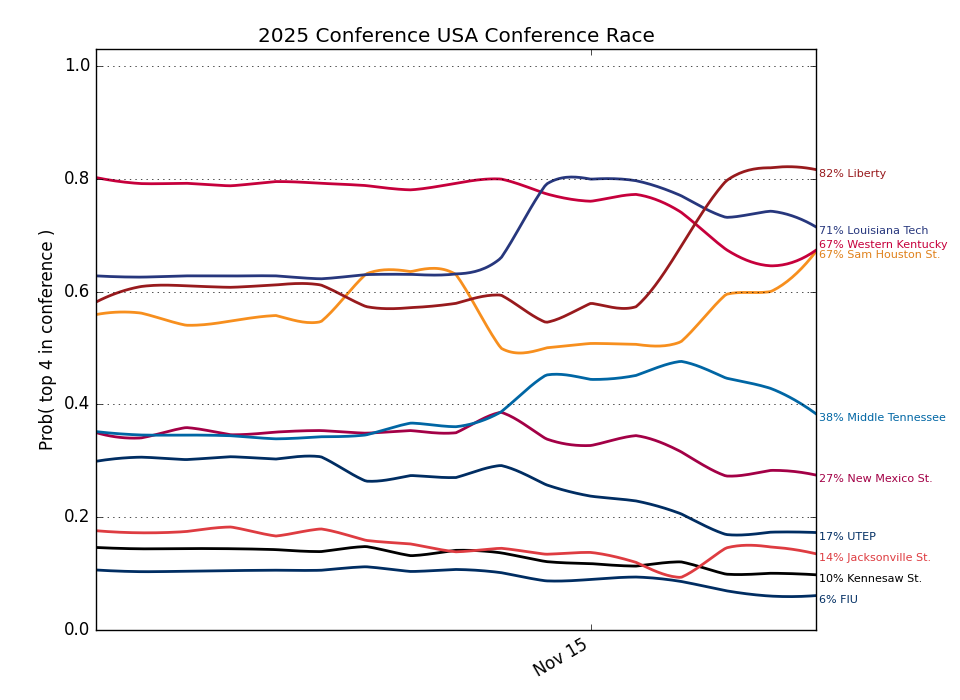 2025 Conference USA Conference Race
Prob( top 4 in conference )
1.0
0.8
0.6
0.4
0.2
0.0
Nov 15
82% Liberty
71% Louisiana Tech
67% Western Kentucky
67% Sam Houston St.
38% Middle Tennessee
27% New Mexico St.
17% UTEP
14% Jacksonville St.
10% Kennesaw St.
6% FIU